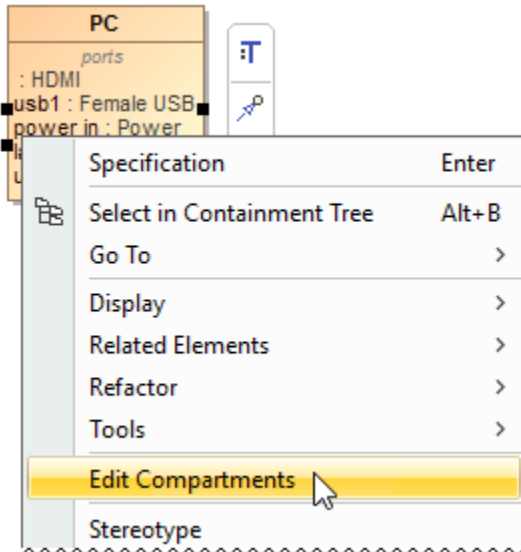 PC
ports
: HDMI
usb1 : Female USB
power in : Power
Specification Enter
Select in Containment Tree Alt+B
Go To
Display
Related Elements
Refactor
Tools
Edit Compartments
Stereotype